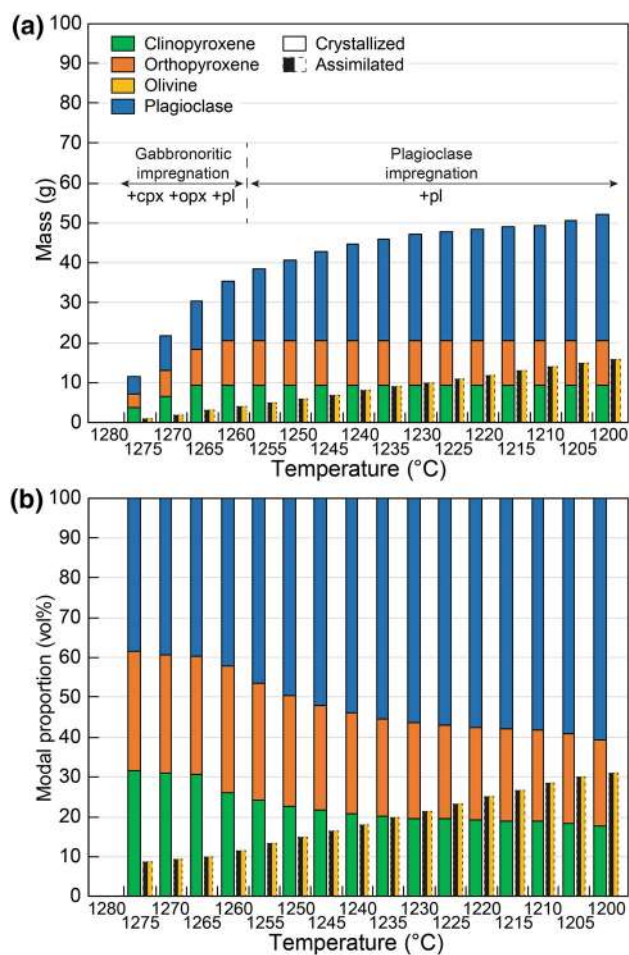 (a)
100
90
80
70
60
50
40
30
20
10
0
Mass (g)
Clinopyroxene
Orthopyroxene
Olivine
Plagioclase
Crystallized
Assimilated
Gabbronoritic
impregnation
+cpx +opx +pl
Plagioclase
impregnation
+pl
1280 1270 1260 1250 1240 1230 1220 1210 1200
1275 1265 1255 1245 1235 1225 1215 1205
Temperature (°C)
(b)
100
90
80
70
60
50
40
30
20
10
0
Modal proportion (vol%)
1280 1270 1260 1250 1240 1230 1220 1210 1200
1275 1265 1255 1245 1235 1225 1215 1205
Temperature (°C)